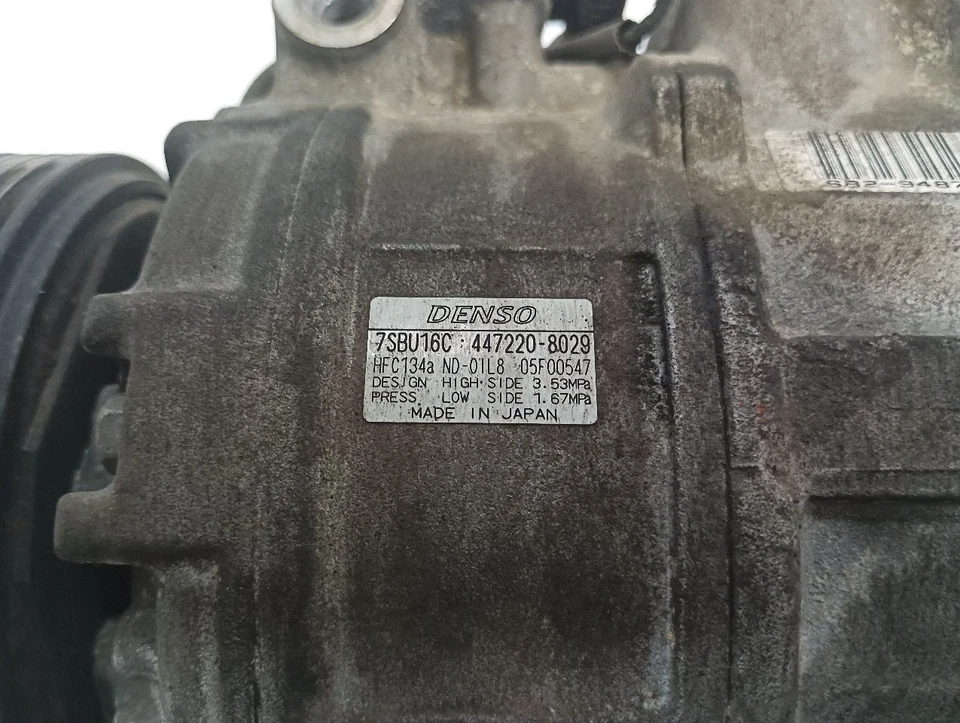 DENSO
7SBU16C 447220-8029
HFC134a ND-OIL8 05F00547
DESIGN HIGH SIDE 3.53MPa
PRESS, LOW SIDE 1.67MPa
MADE IN JAPAN